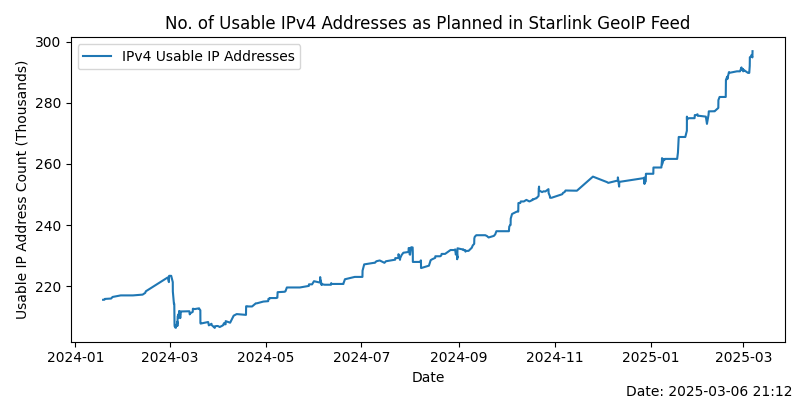 No. of Usable IPv4 Addresses as Planned in Starlink GeoIP Feed
IPv4 Usable IP Addresses
Usable IP Address Count (Thousands)
300
280
260
240
220
2024-01 2024-03 2024-05 2024-07 2024-09 2024-11 2025-01 2025-03
Date
Date: 2025-03-06 21:12